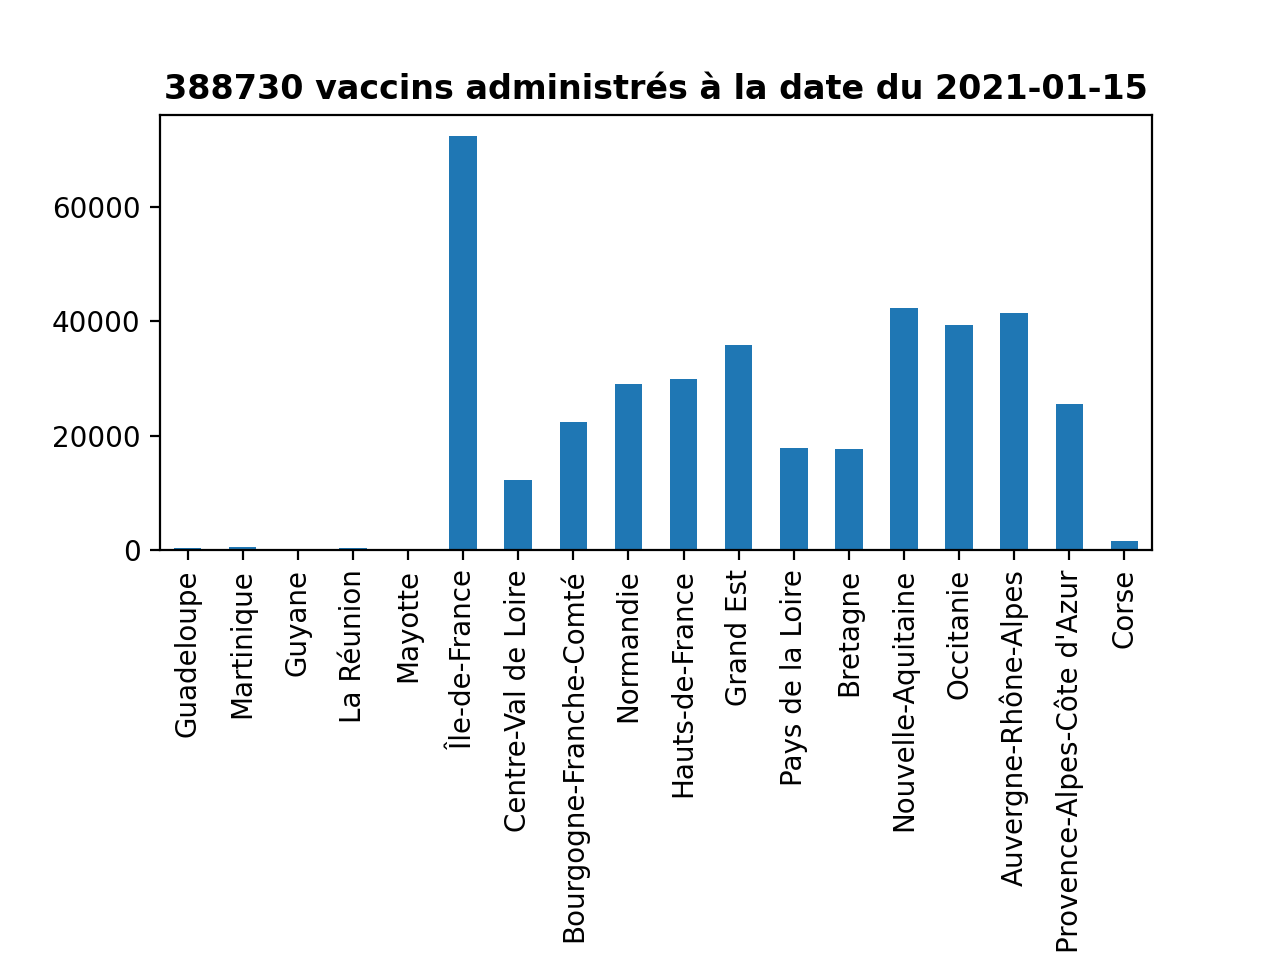 388730 vaccins administrés à la date du 2021-01-15
60000
40000
20000
0
Guadeloupe
Martinique
Guyane
La Réunion
Mayotte
Île-de-France
Centre-Val de Loire
Bourgogne-Franche-Comté
Normandie
Hauts-de-France
Grand Est
Pays de la Loire
Bretagne
Nouvelle-Aquitaine
Occitanie
Auvergne-Rhône-Alpes
Provence-Alpes-Côte d'Azur
Corse